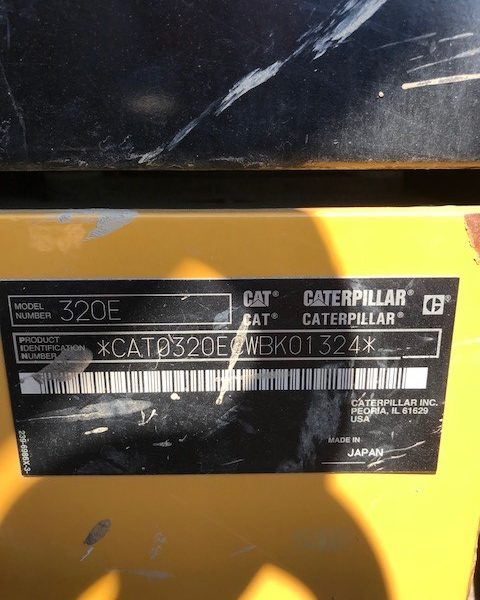 MODEL NUMBER 320E
CAT® CATERPILLAR® C
CAT® CATERPILLAR®
PRODUCT IDENTIFICATION NUMBER *CAT0320ECWBK01324*
CATERPILLAR INC.
PEORIA, IL 61629
USA
MADE IN
JAPAN